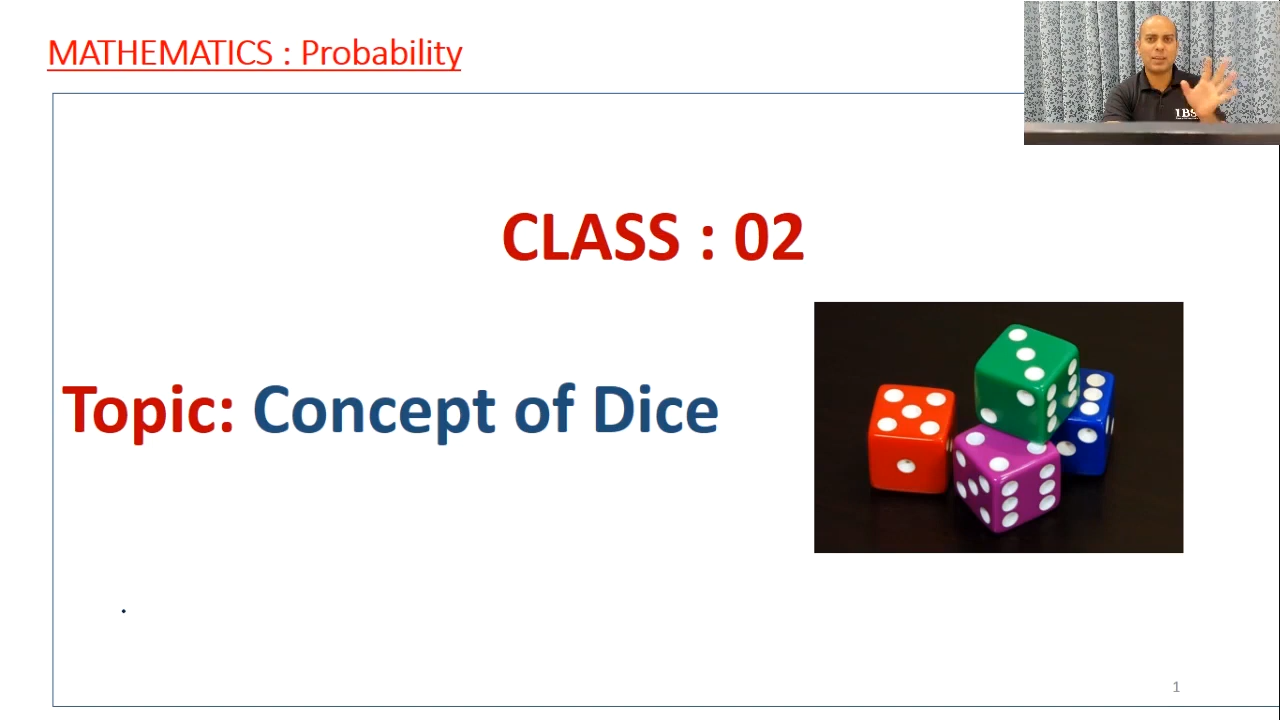 MATHEMATICS : Probability
CLASS : 02
Topic: Concept of Dice
1